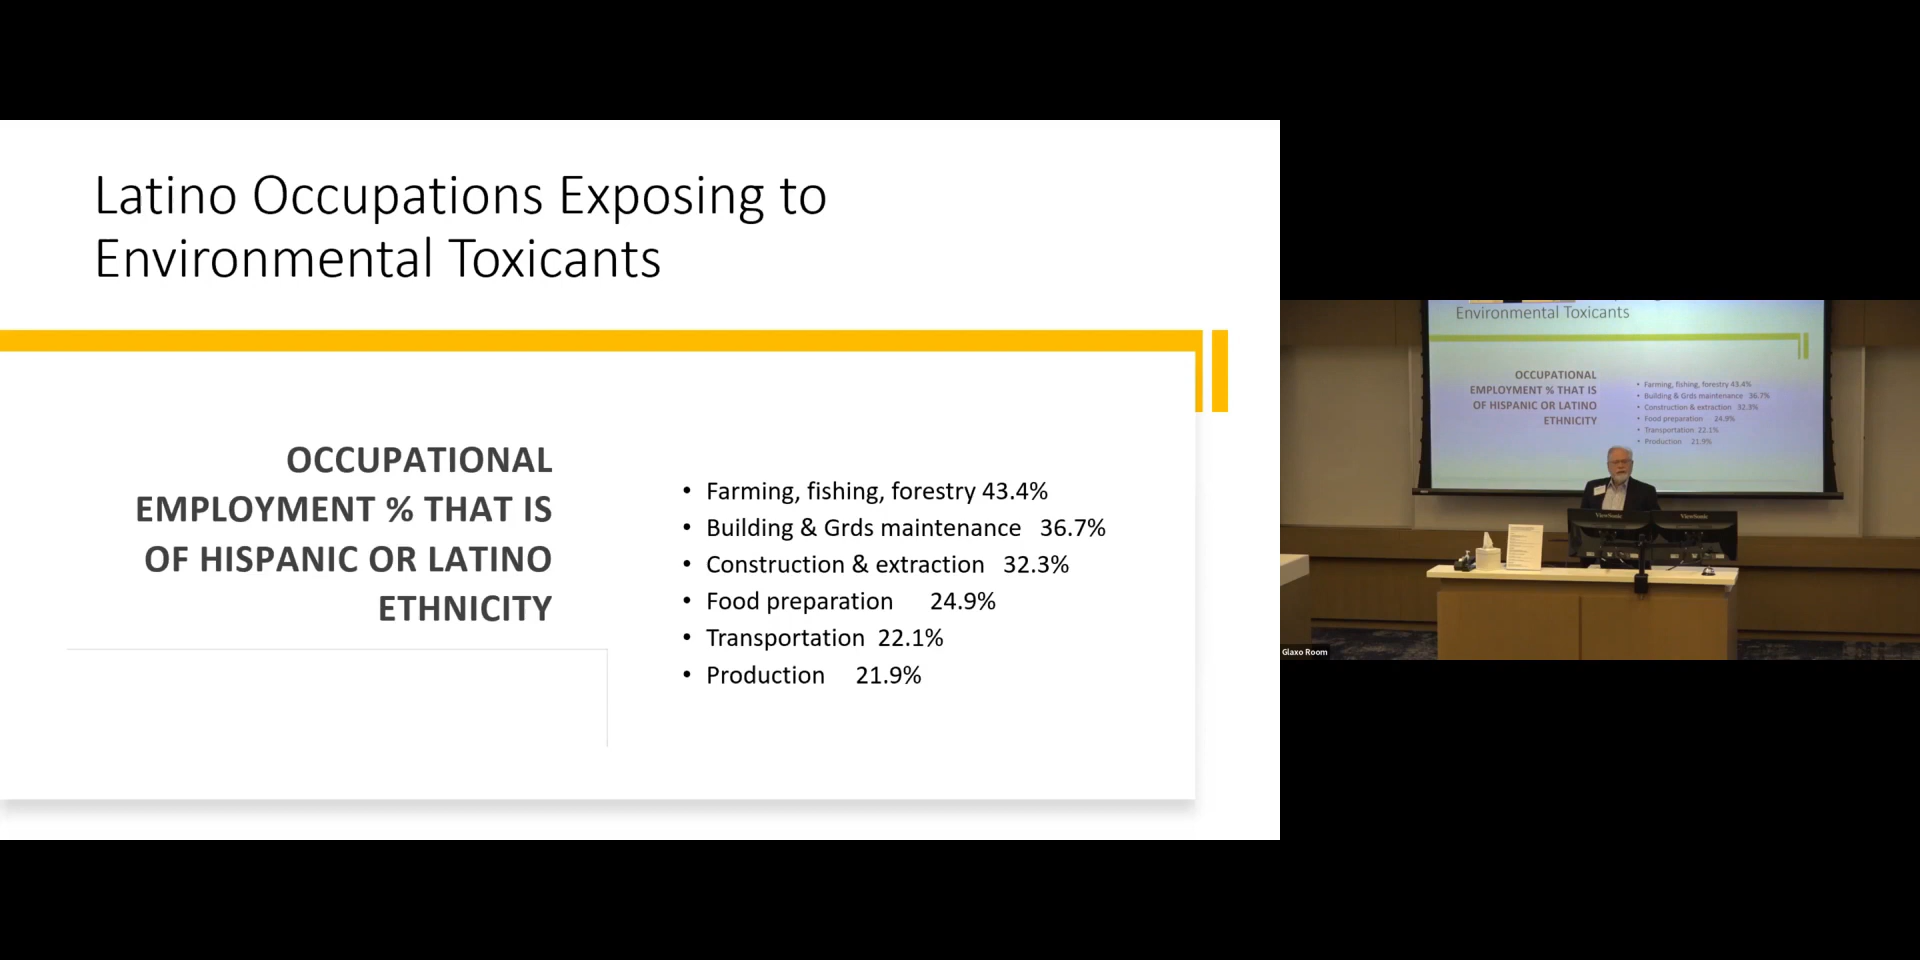 Latino Occupations Exposing to
Environmental Toxicants
OCCUPATIONAL
EMPLOYMENT % THAT IS
OF HISPANIC OR LATINO
ETHNICITY
• Farming, fishing, forestry 43.4%
• Building & Grds maintenance 36.7%
• Construction & extraction 32.3%
• Food preparation 24.9%
• Transportation 22.1%
• Production 21.9%
Environmental Toxicants
OCCUPATIONAL
EMPLOYMENT % THAT IS
OF HISPANIC OR LATINO
ETHNICITY
• Farming, fishing, forestry 43.4%
• Building & Grds maintenance 36.7%
• Construction & extraction 32.3%
• Food preparation 24.9%
• Transportation 22.1%
• Production 21.9%
ViewSonic
ViewSonic
Glaxo Room